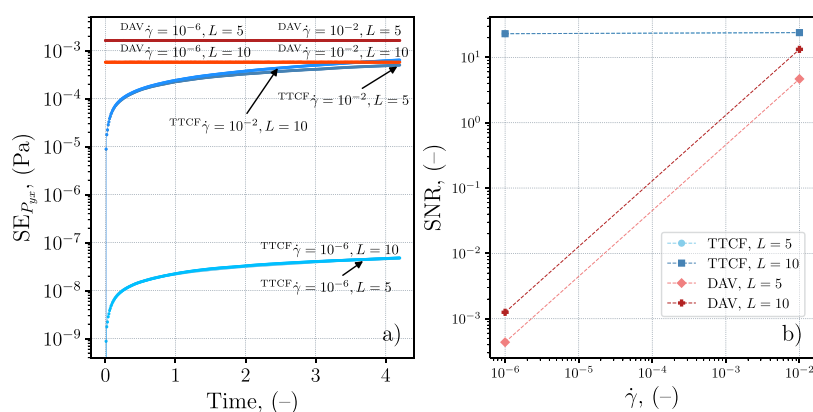 DAV γ̇ = 10⁻⁶, L = 5 DAV γ̇ = 10⁻², L = 5
DAV γ̇ = 10⁻⁶, L = 10 DAV γ̇ = 10⁻², L = 10
TTCF γ̇ = 10⁻², L = 5
TTCF γ̇ = 10⁻², L = 10
TTCF γ̇ = 10⁻⁶, L = 10
TTCF γ̇ = 10⁻⁶, L = 5
a)
10⁻³
10⁻⁴
10⁻⁵
10⁻⁶
10⁻⁷
10⁻⁸
10⁻⁹
SE_{P_{yx}}, (Pa)
0 1 2 3 4
Time, (–)
10¹
10⁰
10⁻¹
10⁻²
10⁻³
SNR, (–)
TTCF, L = 5
TTCF, L = 10
DAV, L = 5
DAV, L = 10
b)
10⁻⁶ 10⁻⁵ 10⁻⁴ 10⁻³ 10⁻²
γ̇, (–)